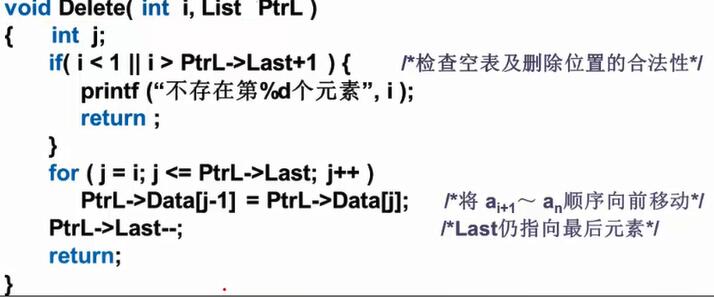 void Delete( int i, List PtrL )
{ int j;
if( i < 1 || i > PtrL->Last+1 ) { /*检查空表及删除位置的合法性*/
printf (“不存在第%d个元素”, i );
return ;
}
for ( j = i; j <= PtrL->Last; j++ )
PtrL->Data[j-1] = PtrL->Data[j]; /*将 ai+1～ an顺序向前移动*/
PtrL->Last--; /*Last仍指向最后元素*/
return;
}